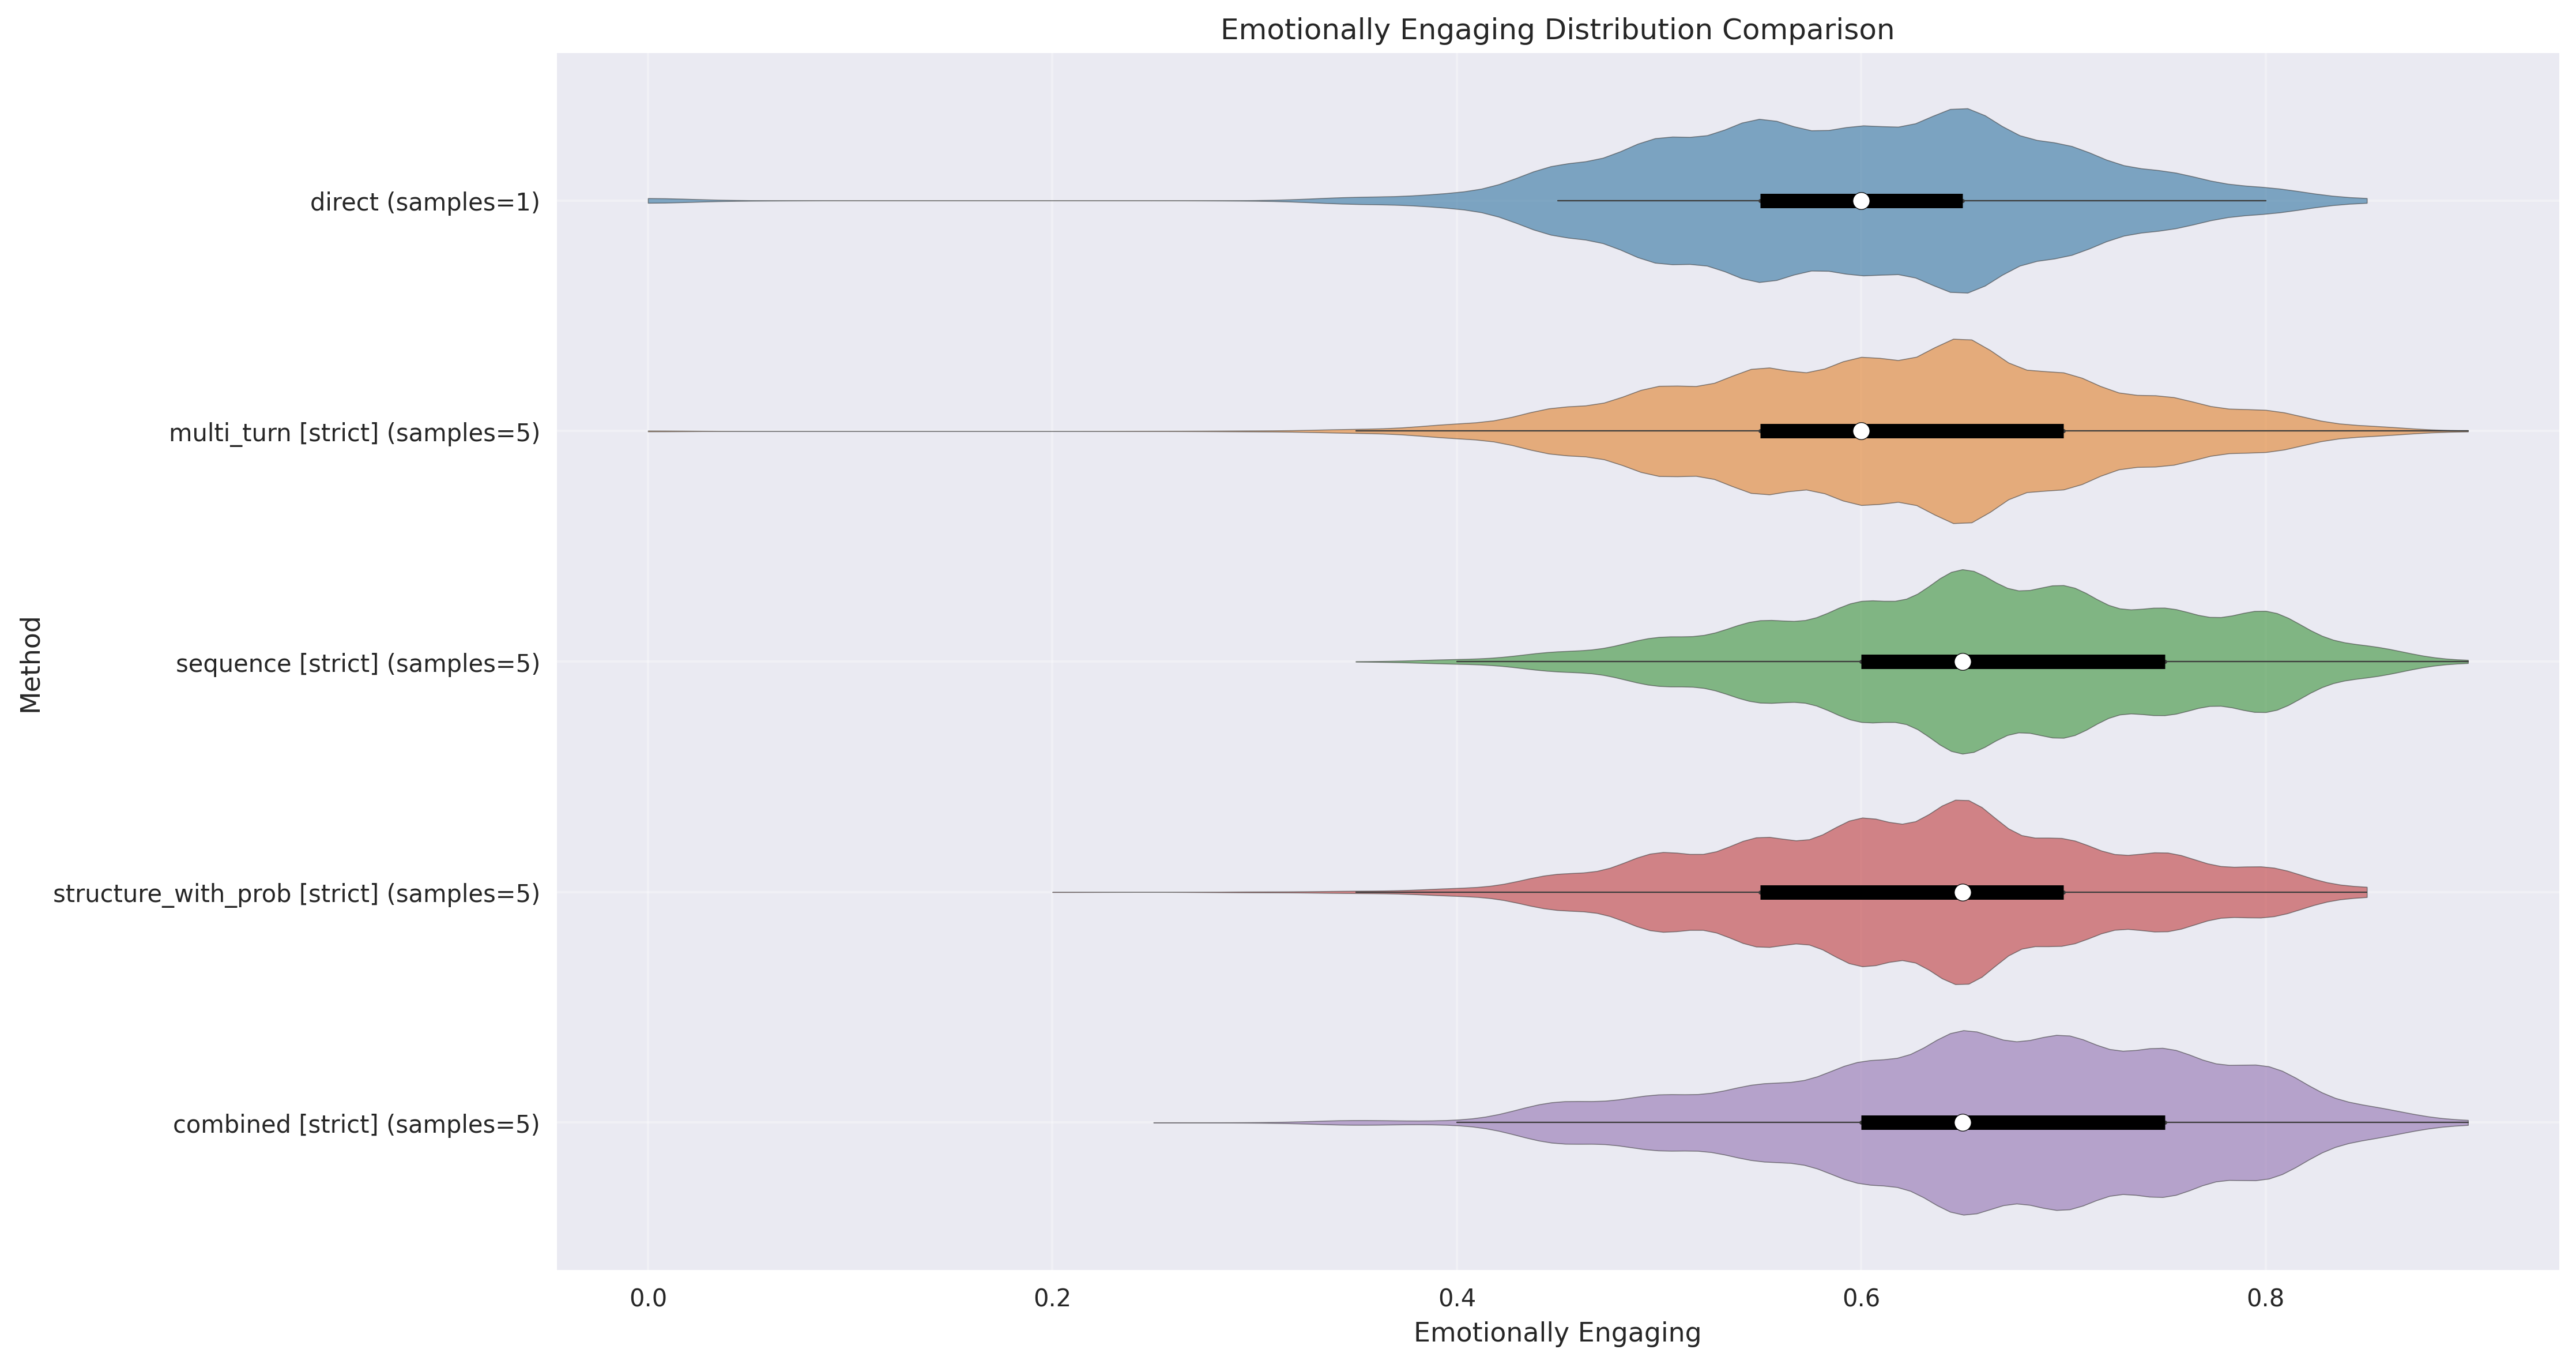 Emotionally Engaging Distribution Comparison
Method
direct (samples=1)
multi_turn [strict] (samples=5)
sequence [strict] (samples=5)
structure_with_prob [strict] (samples=5)
combined [strict] (samples=5)
0.0 0.2 0.4 0.6 0.8
Emotionally Engaging